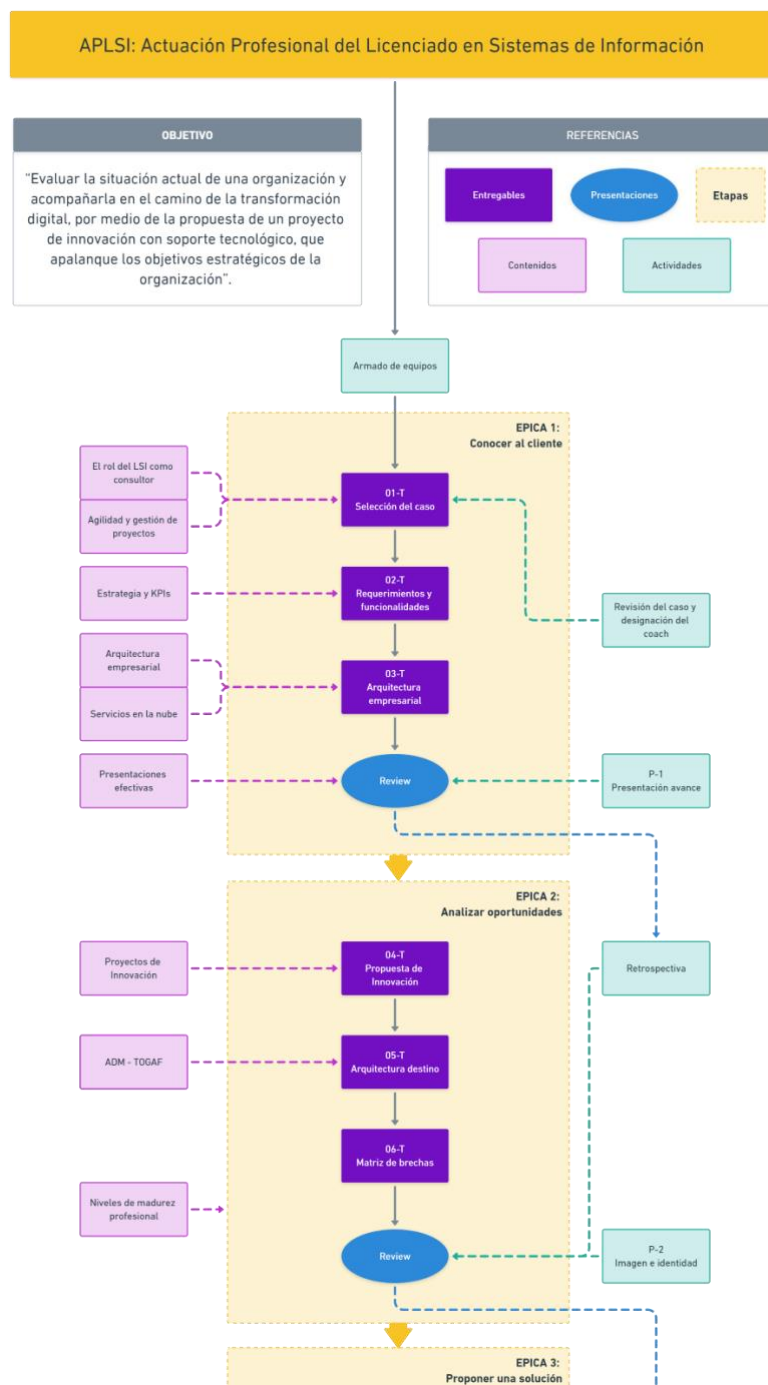 APLSI: Actuación Profesional del Licenciado en Sistemas de Información
OBJETIVO
"Evaluar la situación actual de una organización y
acompañarla en el camino de la transformación
digital, por medio de la propuesta de un proyecto
de innovación con soporte tecnológico, que
apalanque los objetivos estratégicos de la
organización".
REFERENCIAS
Entregables
Presentaciones
Etapas
Contenidos
Actividades
Armado de equipos
EPICA 1:
Conocer al cliente
El rol del LSI como
consultor
Agilidad y gestión de
proyectos
01-T
Selección del caso
Estrategia y KPIs
02-T
Requerimientos y
funcionalidades
Revisión del caso y
designación del
coach
Arquitectura
empresarial
Servicios en la nube
03-T
Arquitectura
empresarial
Presentaciones
efectivas
Review
P-1
Presentación avance
EPICA 2:
Analizar oportunidades
Proyectos de
Innovación
04-T
Propuesta de
Innovación
Retrospectiva
ADM - TOGAF
05-T
Arquitectura destino
06-T
Matriz de brechas
Niveles de madurez
profesional
Review
P-2
Imagen e identidad
EPICA 3:
Proponer una solución